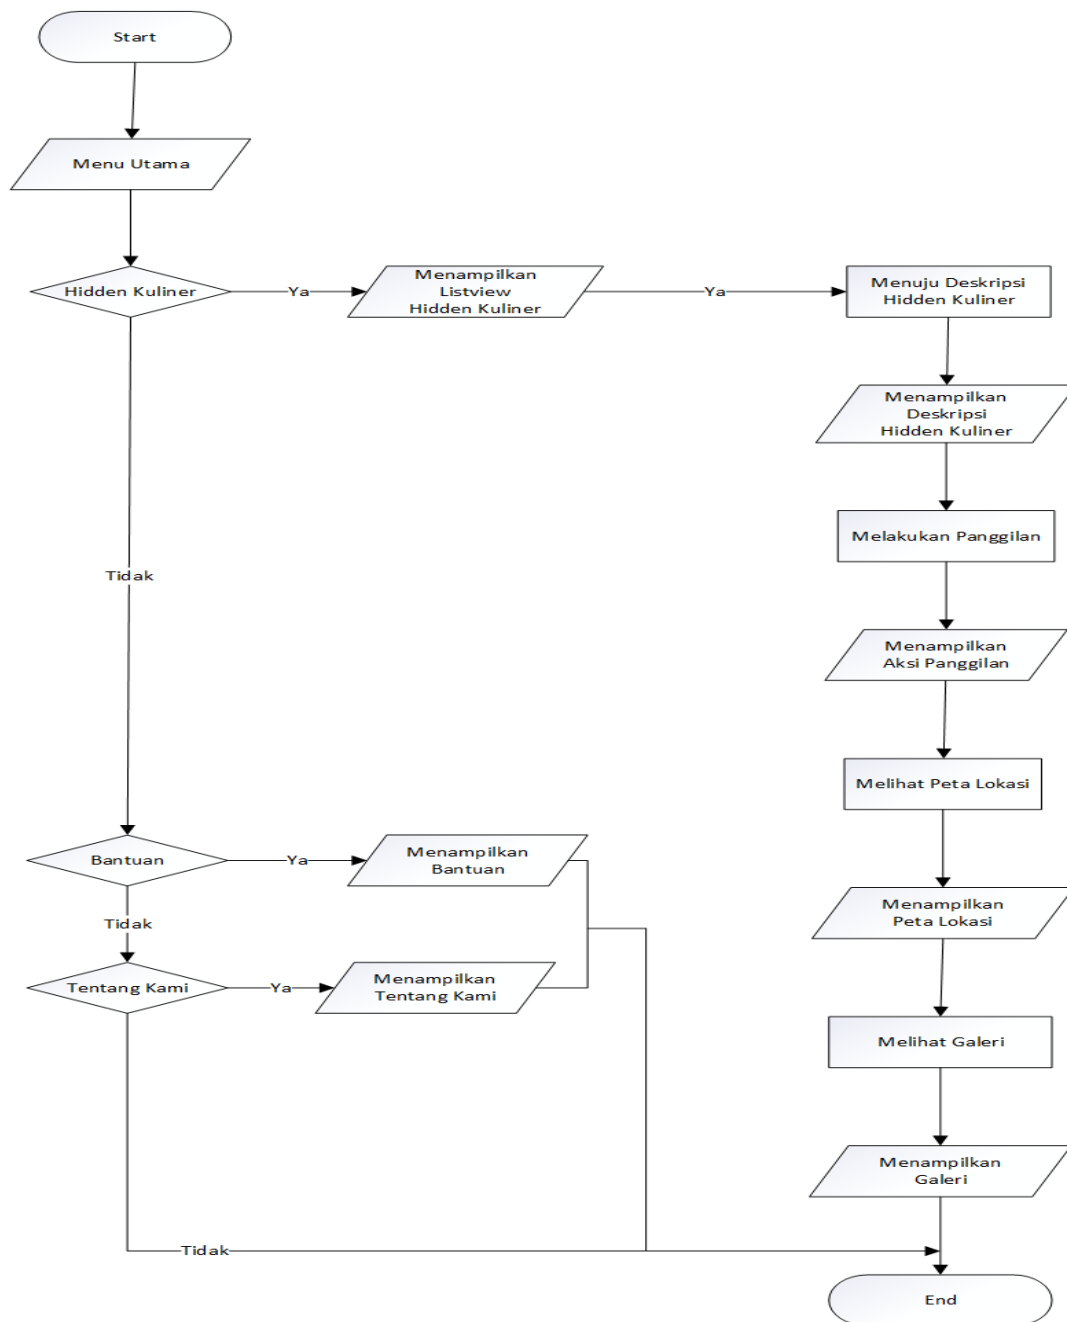 Start
Menu Utama
Hidden Kuliner
Ya
Menampilkan
Listview
Hidden Kuliner
Ya
Menuju Deskripsi
Hidden Kuliner
Menampilkan
Deskripsi
Hidden Kuliner
Melakukan Panggilan
Menampilkan
Aksi Panggilan
Melihat Peta Lokasi
Menampilkan
Peta Lokasi
Melihat Galeri
Menampilkan
Galeri
Tidak
Bantuan
Ya
Menampilkan
Bantuan
Tidak
Tentang Kami
Ya
Menampilkan
Tentang Kami
Tidak
End